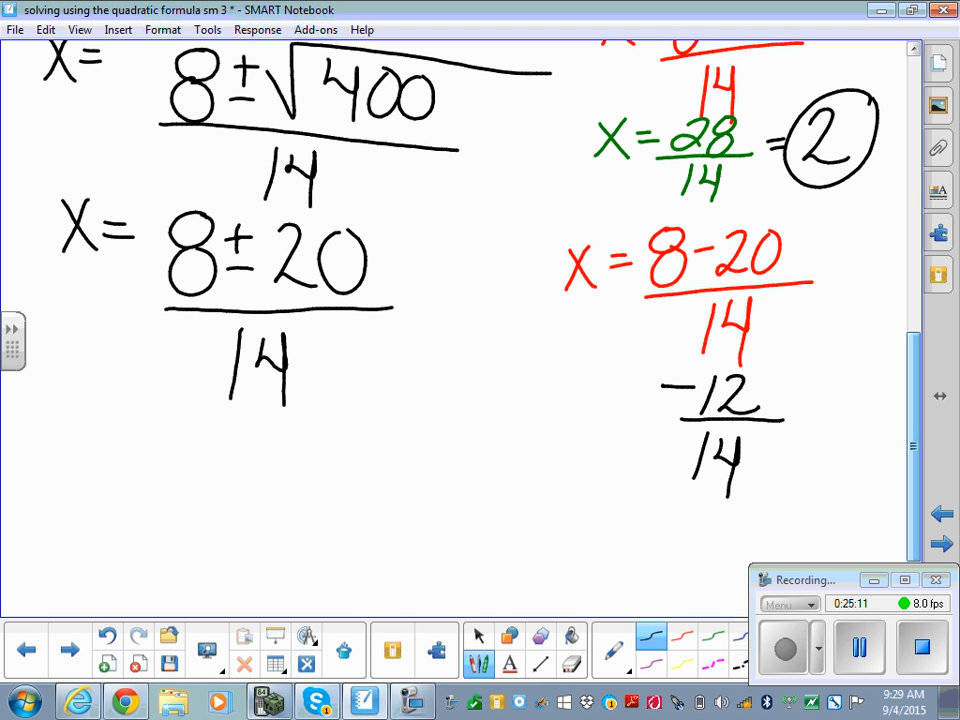 solving using the quadratic formula sm 3 * - SMART Notebook
File Edit View Insert Format Tools Response Add-ons Help
X= 8 ± √400
14
X= 8 ± 20
14
14
X = 28 = 2
14
X = 8 - 20
14
-12
14
Recording...
Menu
0:25:11
8.0 fps
9:29 AM
9/4/2015